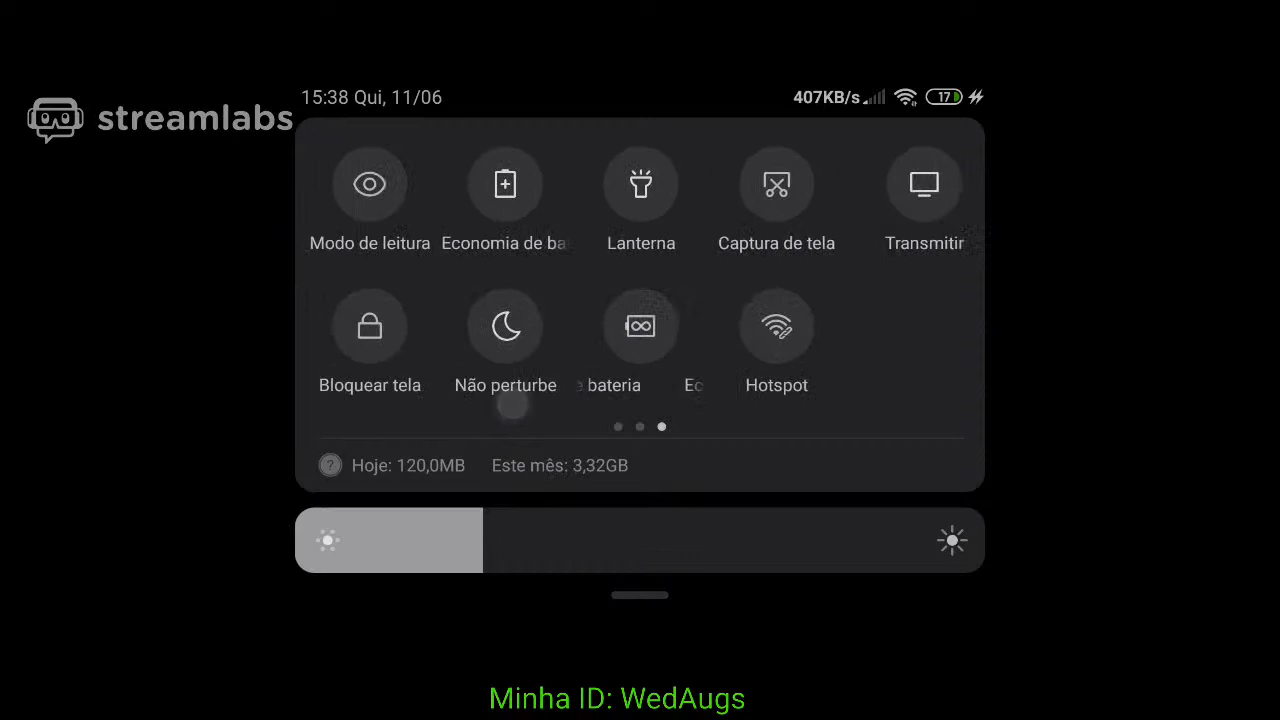 15:38 Qui, 11/06
407KB/s
17
streamlabs
Modo de leitura
Economia de ba
Lanterna
Captura de tela
Transmitir
Bloquear tela
Não perturbe
bateria Ec
Hotspot
? Hoje: 120,0MB Este mês: 3,32GB
Minha ID: WedAugs